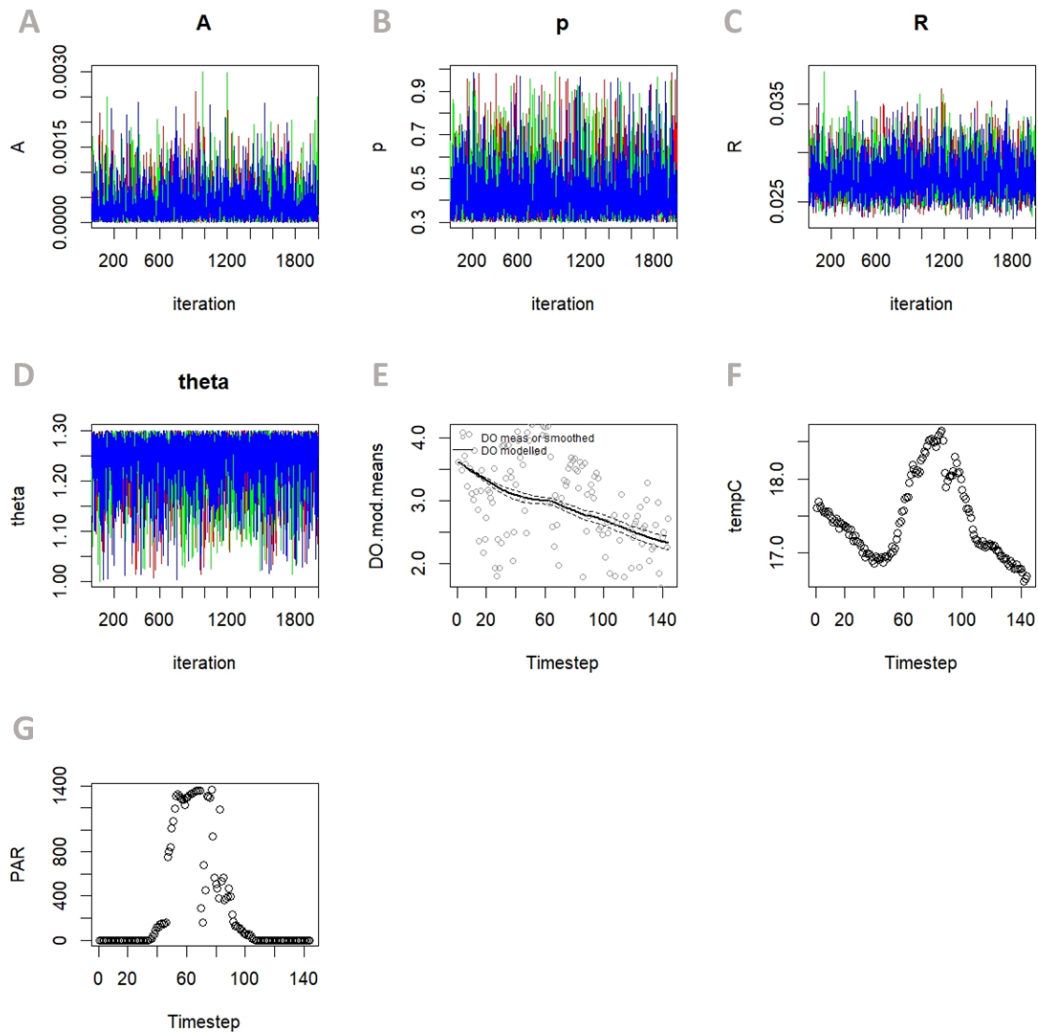 A B C
A p R
A
0.0000 0.0015 0.0030
200 600 1200 1800
iteration
p
0.3 0.5 0.7 0.9
200 600 1200 1800
iteration
R
0.025 0.035
200 600 1200 1800
iteration
D E F
theta
theta
1.00 1.10 1.20 1.30
200 600 1200 1800
iteration
DO.mod.means
2.0 3.0 4.0
DO meas or smoothed
DO modelled
0 20 60 100 140
Timestep
tempC
17.0 18.0
0 20 60 100 140
Timestep
G
PAR
0 400 800 1400
0 20 60 100 140
Timestep